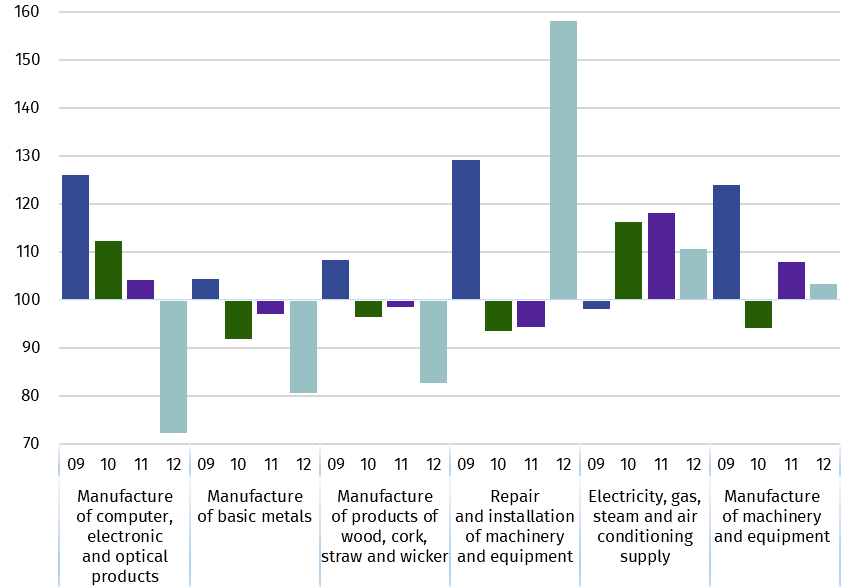 160
150
140
130
120
110
100
90
80
70
09 10 11 12 09 10 11 12 09 10 11 12 09 10 11 12 09 10 11 12 09 10 11 12
Manufacture
of computer,
electronic
and optical
products
Manufacture
of basic metals
Manufacture
of products of
wood, cork,
straw and wicker
Repair
and installation
of machinery
and equipment
Electricity, gas,
steam and air
conditioning
supply
Manufacture
of machinery
and equipment